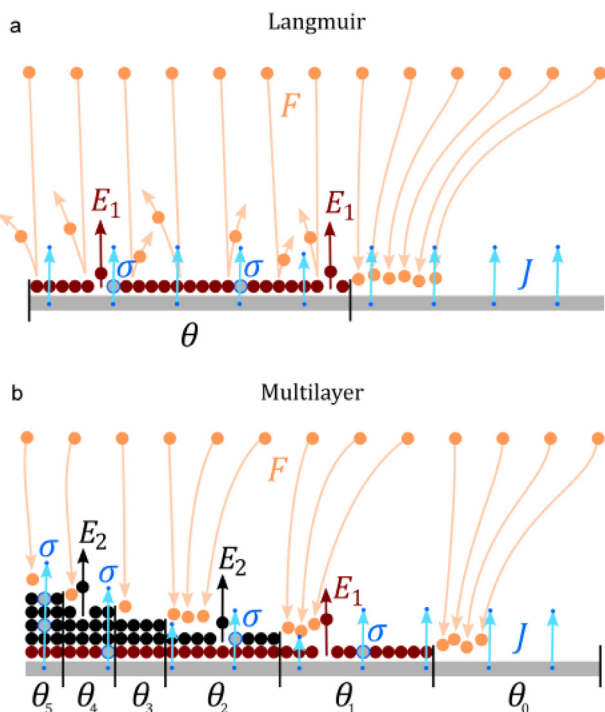 a
Langmuir
F
E₁ E₁
σ σ
J
θ
b
Multilayer
F
σ E₂ E₂
σ E₁
σ σ J
θ₅ θ₄ θ₃ θ₂ θ₁ θ₀